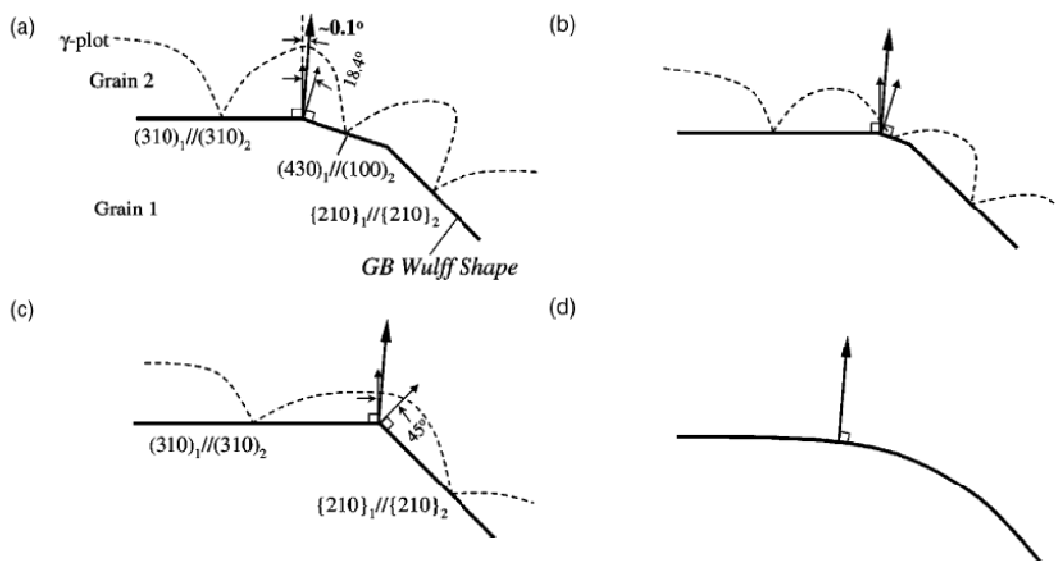 (a)
γ-plot
~0.1°
18.4°
Grain 2
(310)₁//(310)₂
(430)₁//(100)₂
Grain 1
{210}₁//{210}₂
GB Wulff Shape
(b)
(c)
45°
(310)₁//(310)₂
{210}₁//{210}₂
(d)